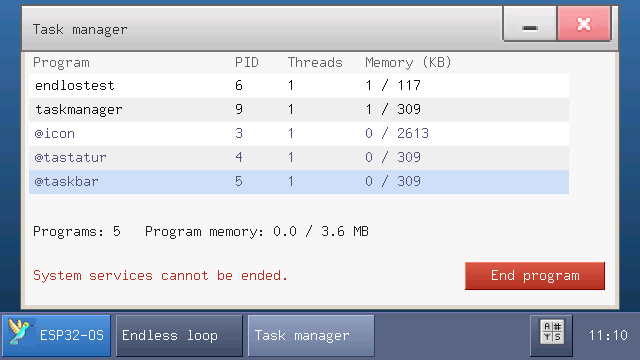 Task manager
Program PID Threads Memory (KB)
endlostest 6 1 1 / 117
taskmanager 9 1 1 / 309
@icon 3 1 0 / 2613
@tastatur 4 1 0 / 309
@taskbar 5 1 0 / 309
Programs: 5 Program memory: 0.0 / 3.6 MB
System services cannot be ended. End program
ESP32-OS Endless loop Task manager A# TS 11:10